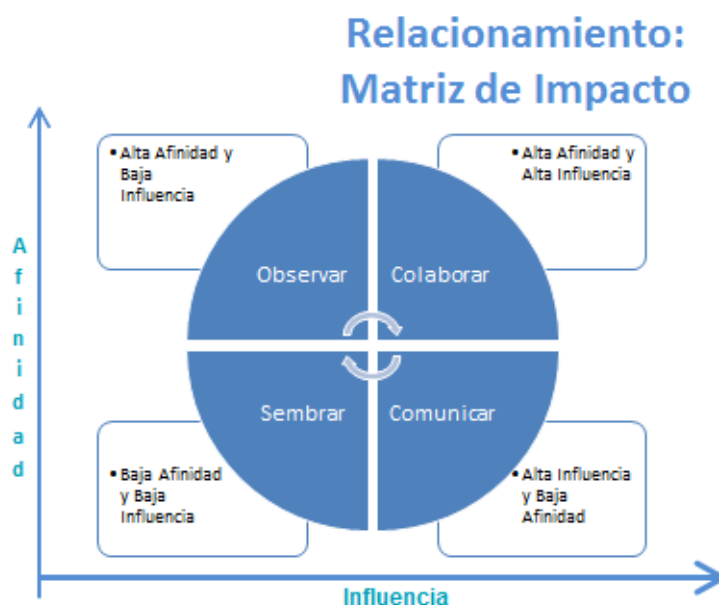 Relacionamiento:
Matriz de Impacto
Afinidad
• Alta Afinidad y
Baja
Influencia
• Alta Afinidad y
Alta Influencia
Observar
Colaborar
Sembrar
Comunicar
• Baja Afinidad
y Baja
Influencia
• Alta Influencia
y Baja
Afinidad
Influencia